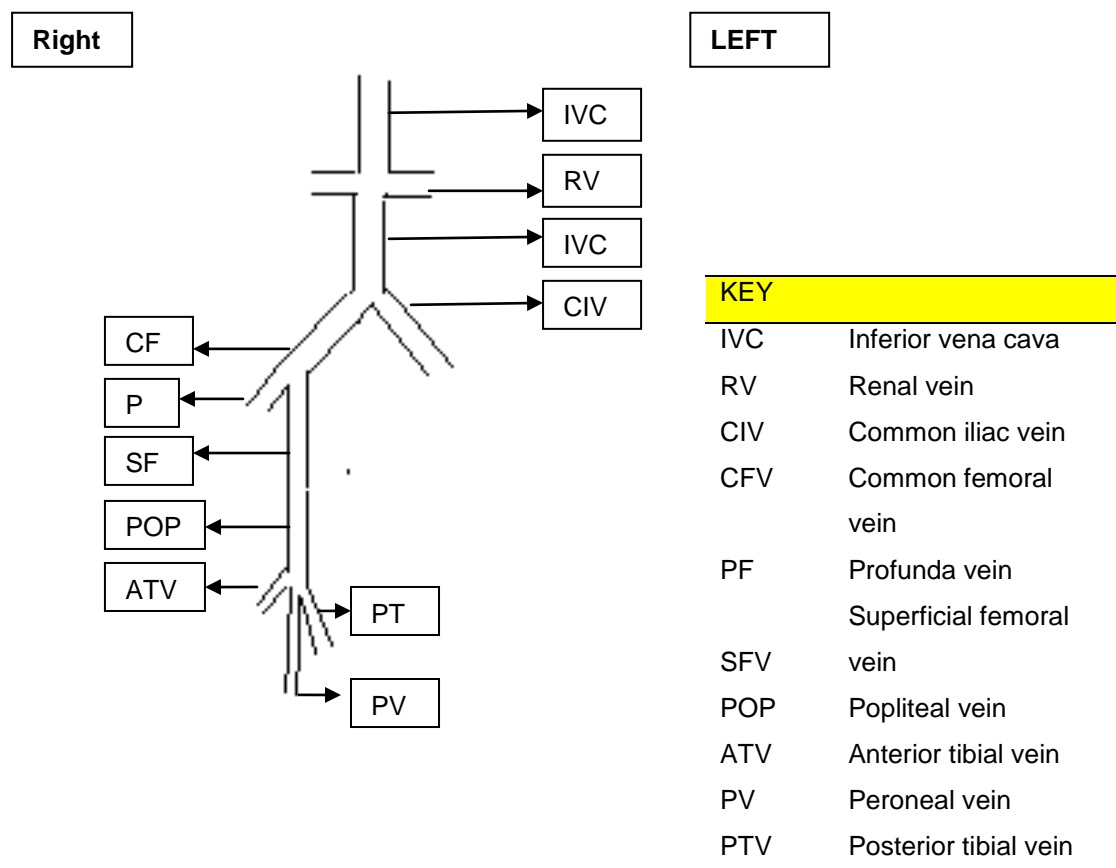 Right
LEFT
IVC
RV
IVC
CIV
CF
P
SF
POP
ATV
PT
PV
KEY
IVC Inferior vena cava
RV Renal vein
CIV Common iliac vein
CFV Common femoral
vein
PF Profunda vein
Superficial femoral
SFV vein
POP Popliteal vein
ATV Anterior tibial vein
PV Peroneal vein
PTV Posterior tibial vein